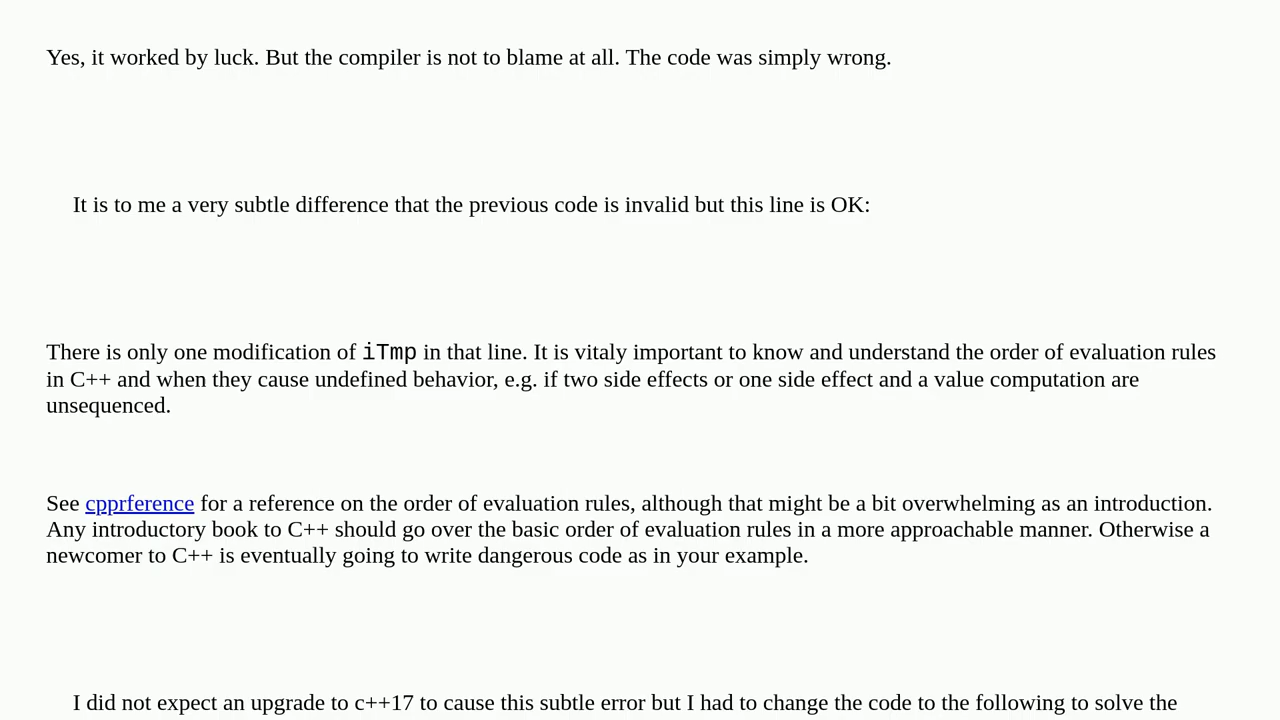 Yes, it worked by luck. But the compiler is not to blame at all. The code was simply wrong.
It is to me a very subtle difference that the previous code is invalid but this line is OK:
There is only one modification of iTmp in that line. It is vitaly important to know and understand the order of evaluation rules
in C++ and when they cause undefined behavior, e.g. if two side effects or one side effect and a value computation are
unsequenced.
See cpprference for a reference on the order of evaluation rules, although that might be a bit overwhelming as an introduction.
Any introductory book to C++ should go over the basic order of evaluation rules in a more approachable manner. Otherwise a
newcomer to C++ is eventually going to write dangerous code as in your example.
I did not expect an upgrade to c++17 to cause this subtle error but I had to change the code to the following to solve the